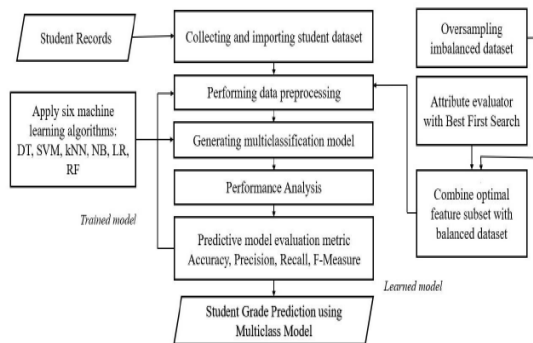 Student Records
Collecting and importing student dataset
Oversampling
imbalanced dataset
Performing data preprocessing
Attribute evaluator
with Best First Search
Apply six machine
learning algorithms:
DT, SVM, kNN, NB, LR,
RF
Generating multiclassification model
Performance Analysis
Combine optimal
feature subset with
balanced dataset
Trained model
Predictive model evaluation metric
Accuracy, Precision, Recall, F-Measure
Learned model
Student Grade Prediction using
Multiclass Model